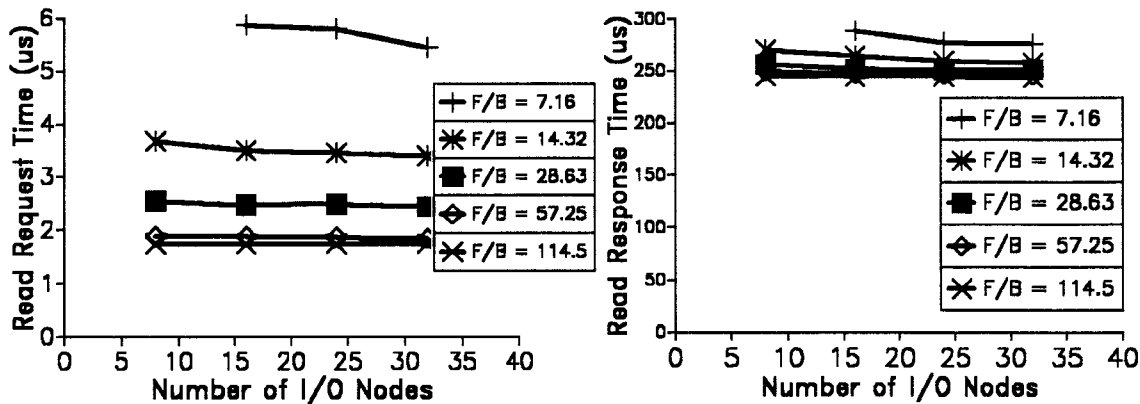 Read Request Time (us)
6
5
4
3
2
1
0
0 5 10 15 20 25 30 35 40
Number of I/O Nodes
F/B = 7.16
F/B = 14.32
F/B = 28.63
F/B = 57.25
F/B = 114.5
Read Response Time (us)
300
250
200
150
100
50
0
0 5 10 15 20 25 30 35 40
Number of I/O Nodes
F/B = 7.16
F/B = 14.32
F/B = 28.63
F/B = 57.25
F/B = 114.5